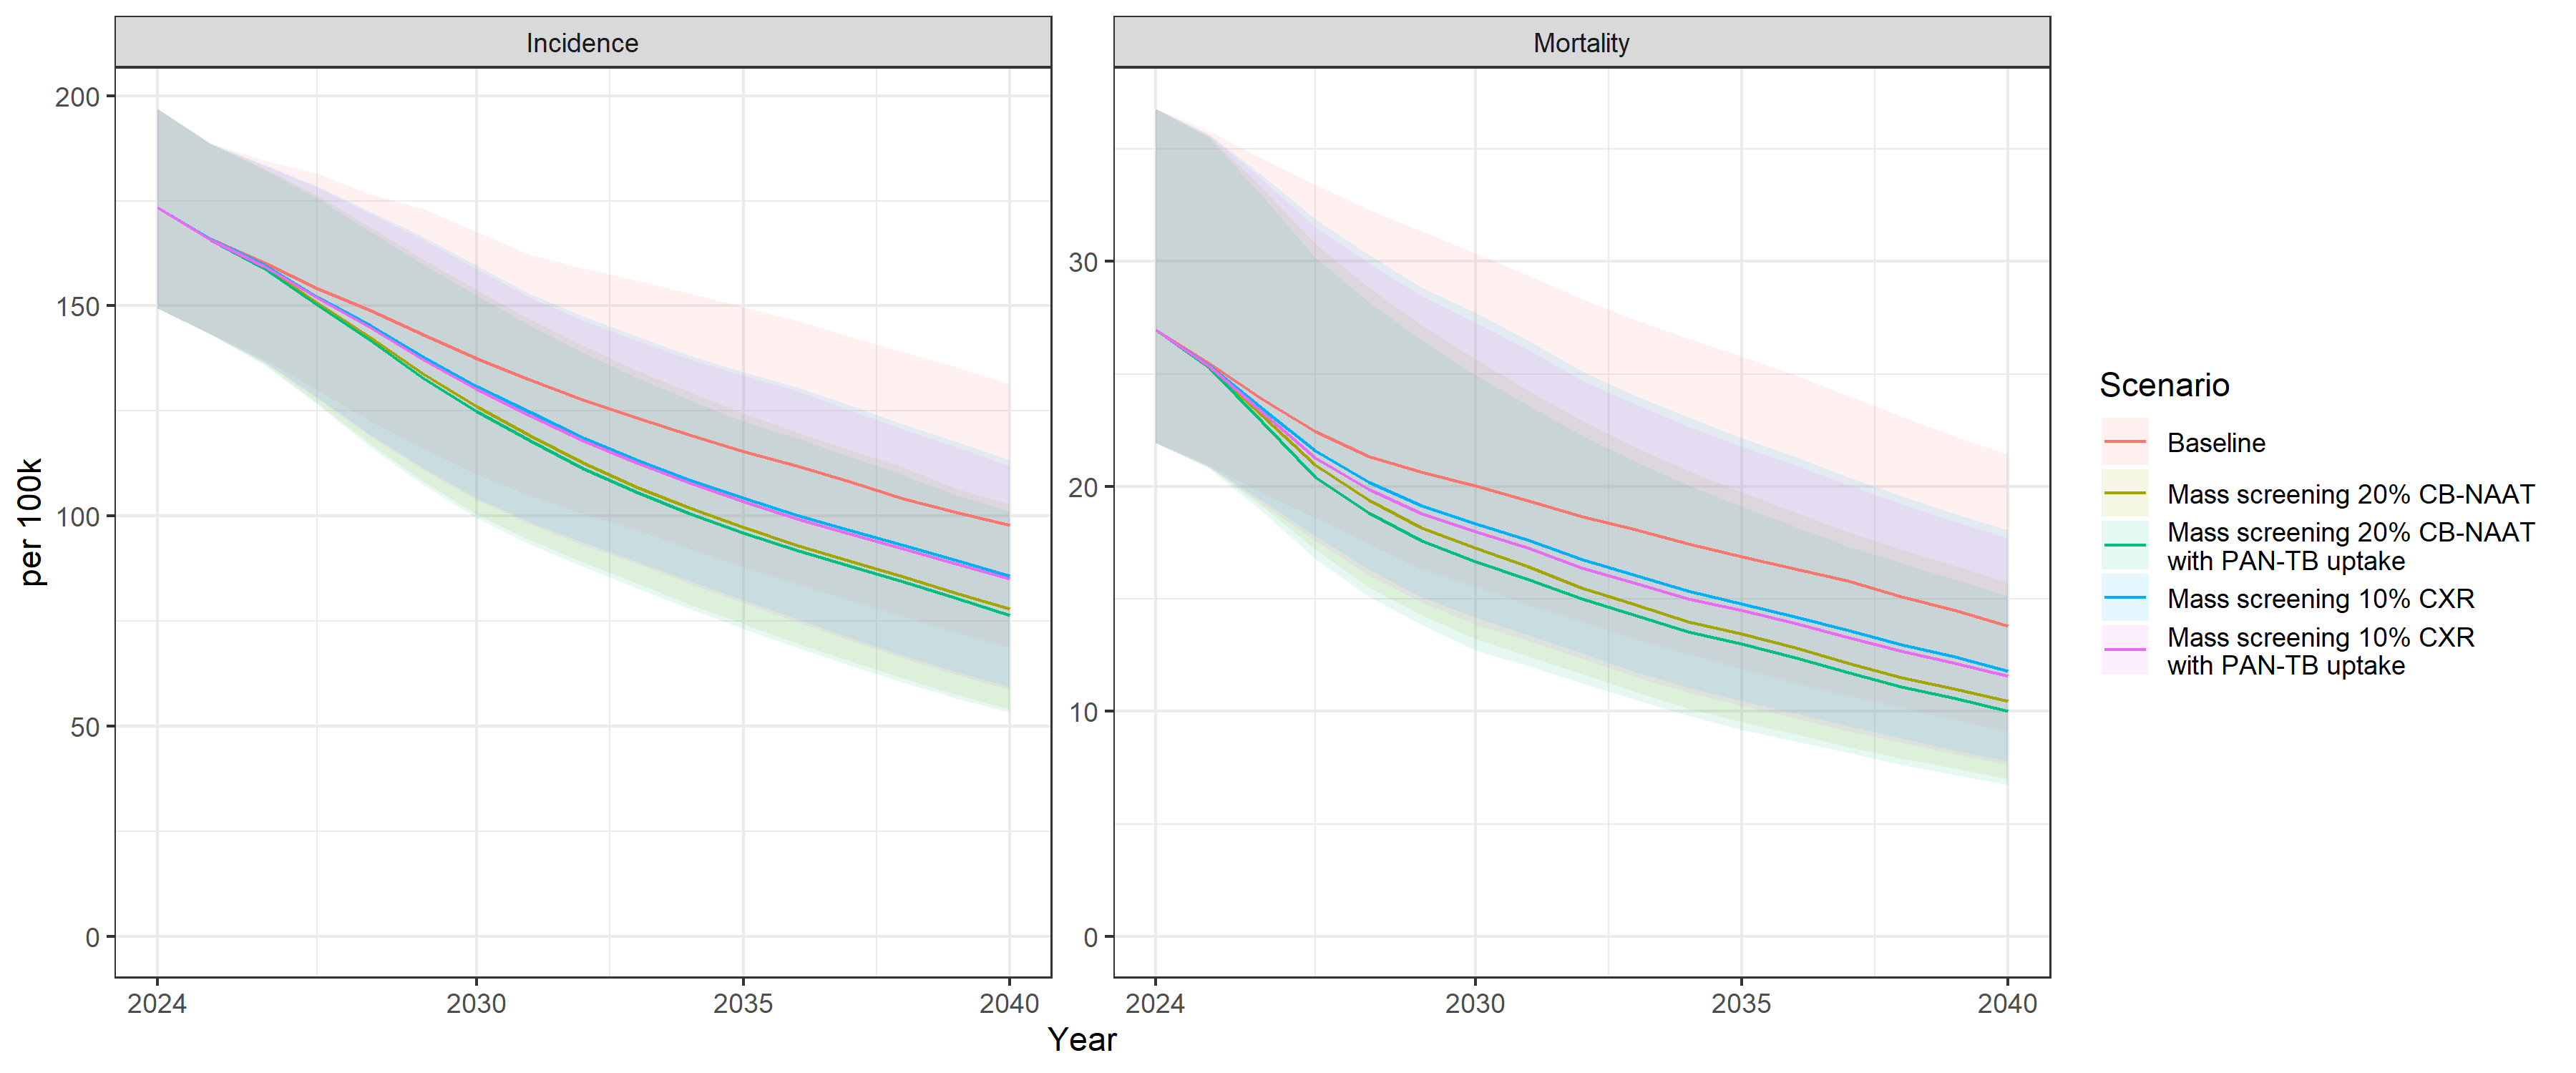 Incidence
Mortality
per 100k
200
150
100
50
0
30
20
10
0
2024
2030
2035
2040
2024
2030
2035
2040
Year
Scenario
Baseline
Mass screening 20% CB-NAAT
Mass screening 20% CB-NAAT
with PAN-TB uptake
Mass screening 10% CXR
Mass screening 10% CXR
with PAN-TB uptake